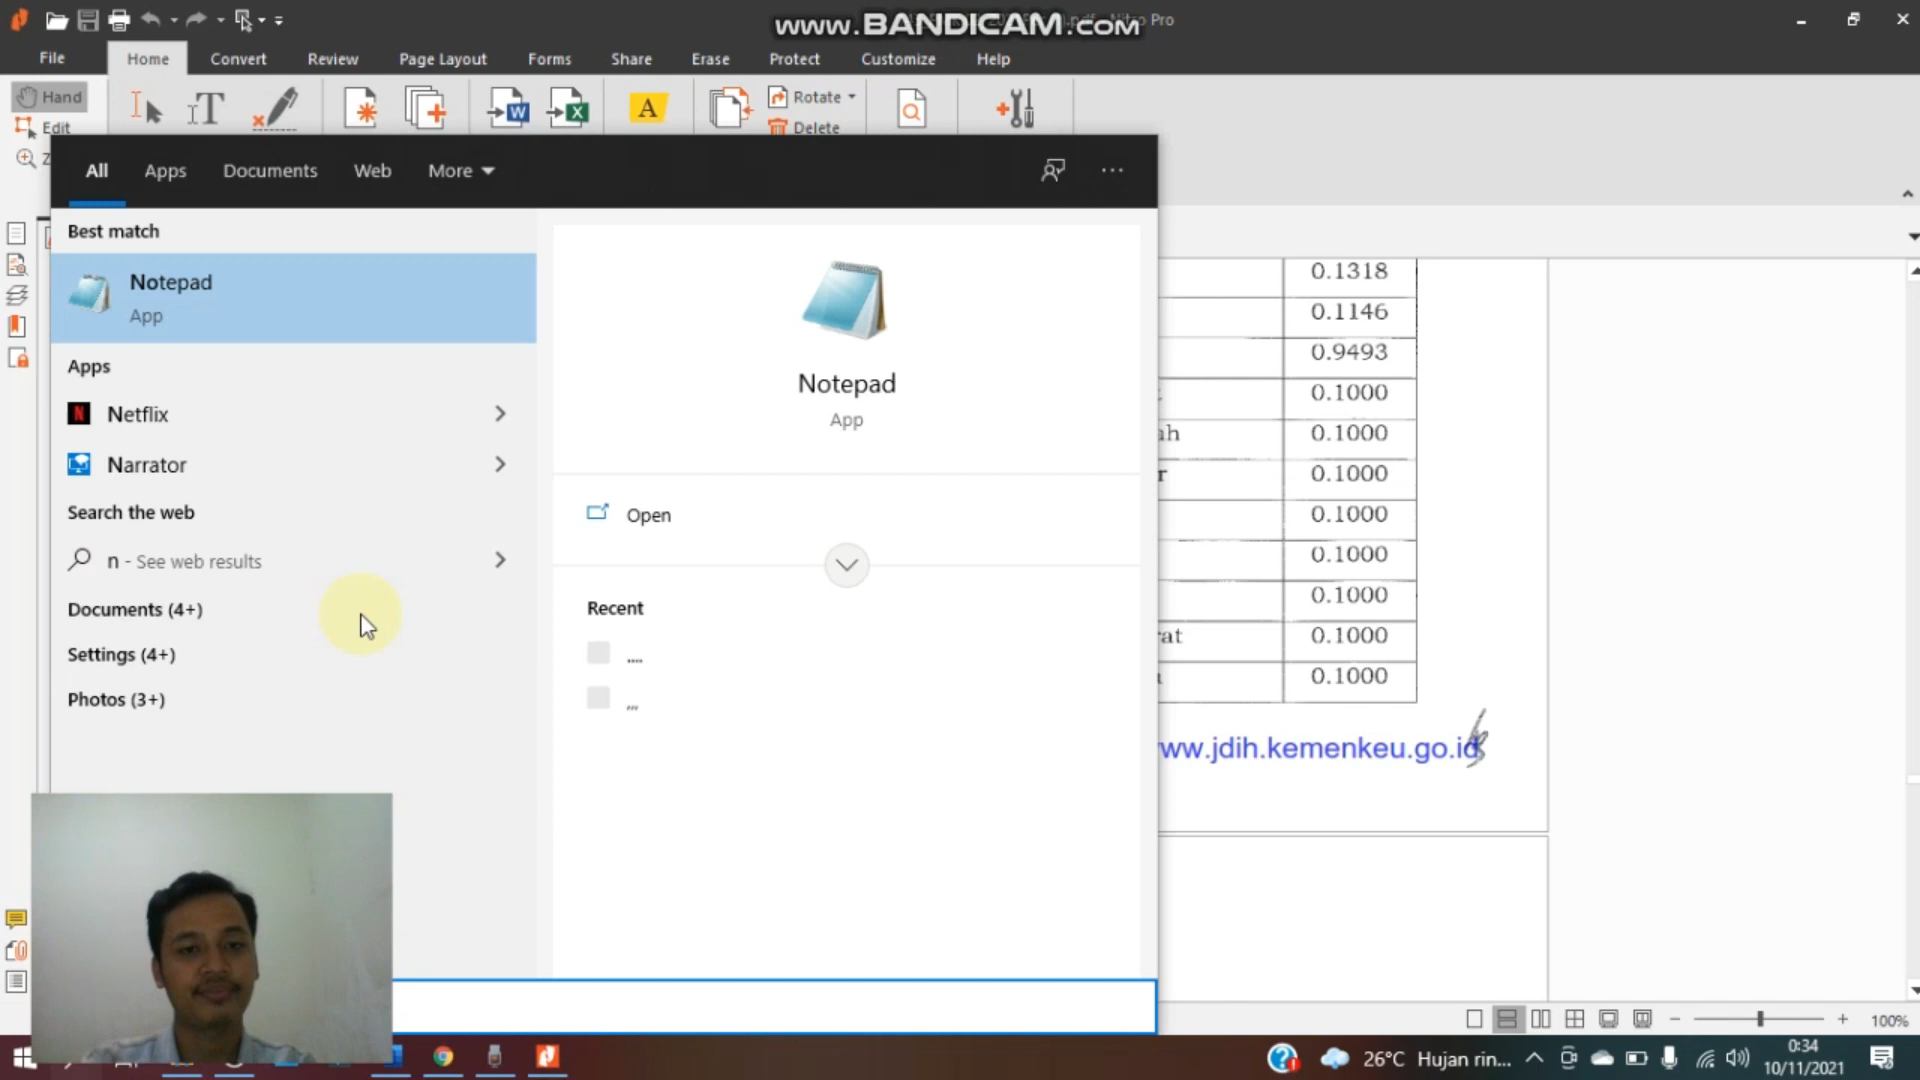 www.BANDICAM.com
Nitro Pro
File
Home
Convert
Review
Page Layout
Forms
Share
Erase
Protect
Customize
Help
Hand
Edit
Z
Rotate
Delete
All
Apps
Documents
Web
More
Best match
Notepad
App
Apps
Netflix
Narrator
Search the web
n - See web results
Documents (4+)
Settings (4+)
Photos (3+)
Notepad
App
Open
Recent
....
,,,
0.1318
0.1146
0.9493
0.1000
ah 0.1000
r 0.1000
0.1000
0.1000
0.1000
rat 0.1000
0.1000
ww.jdih.kemenkeu.go.id
100%
26°C Hujan rin...
0:34
10/11/2021